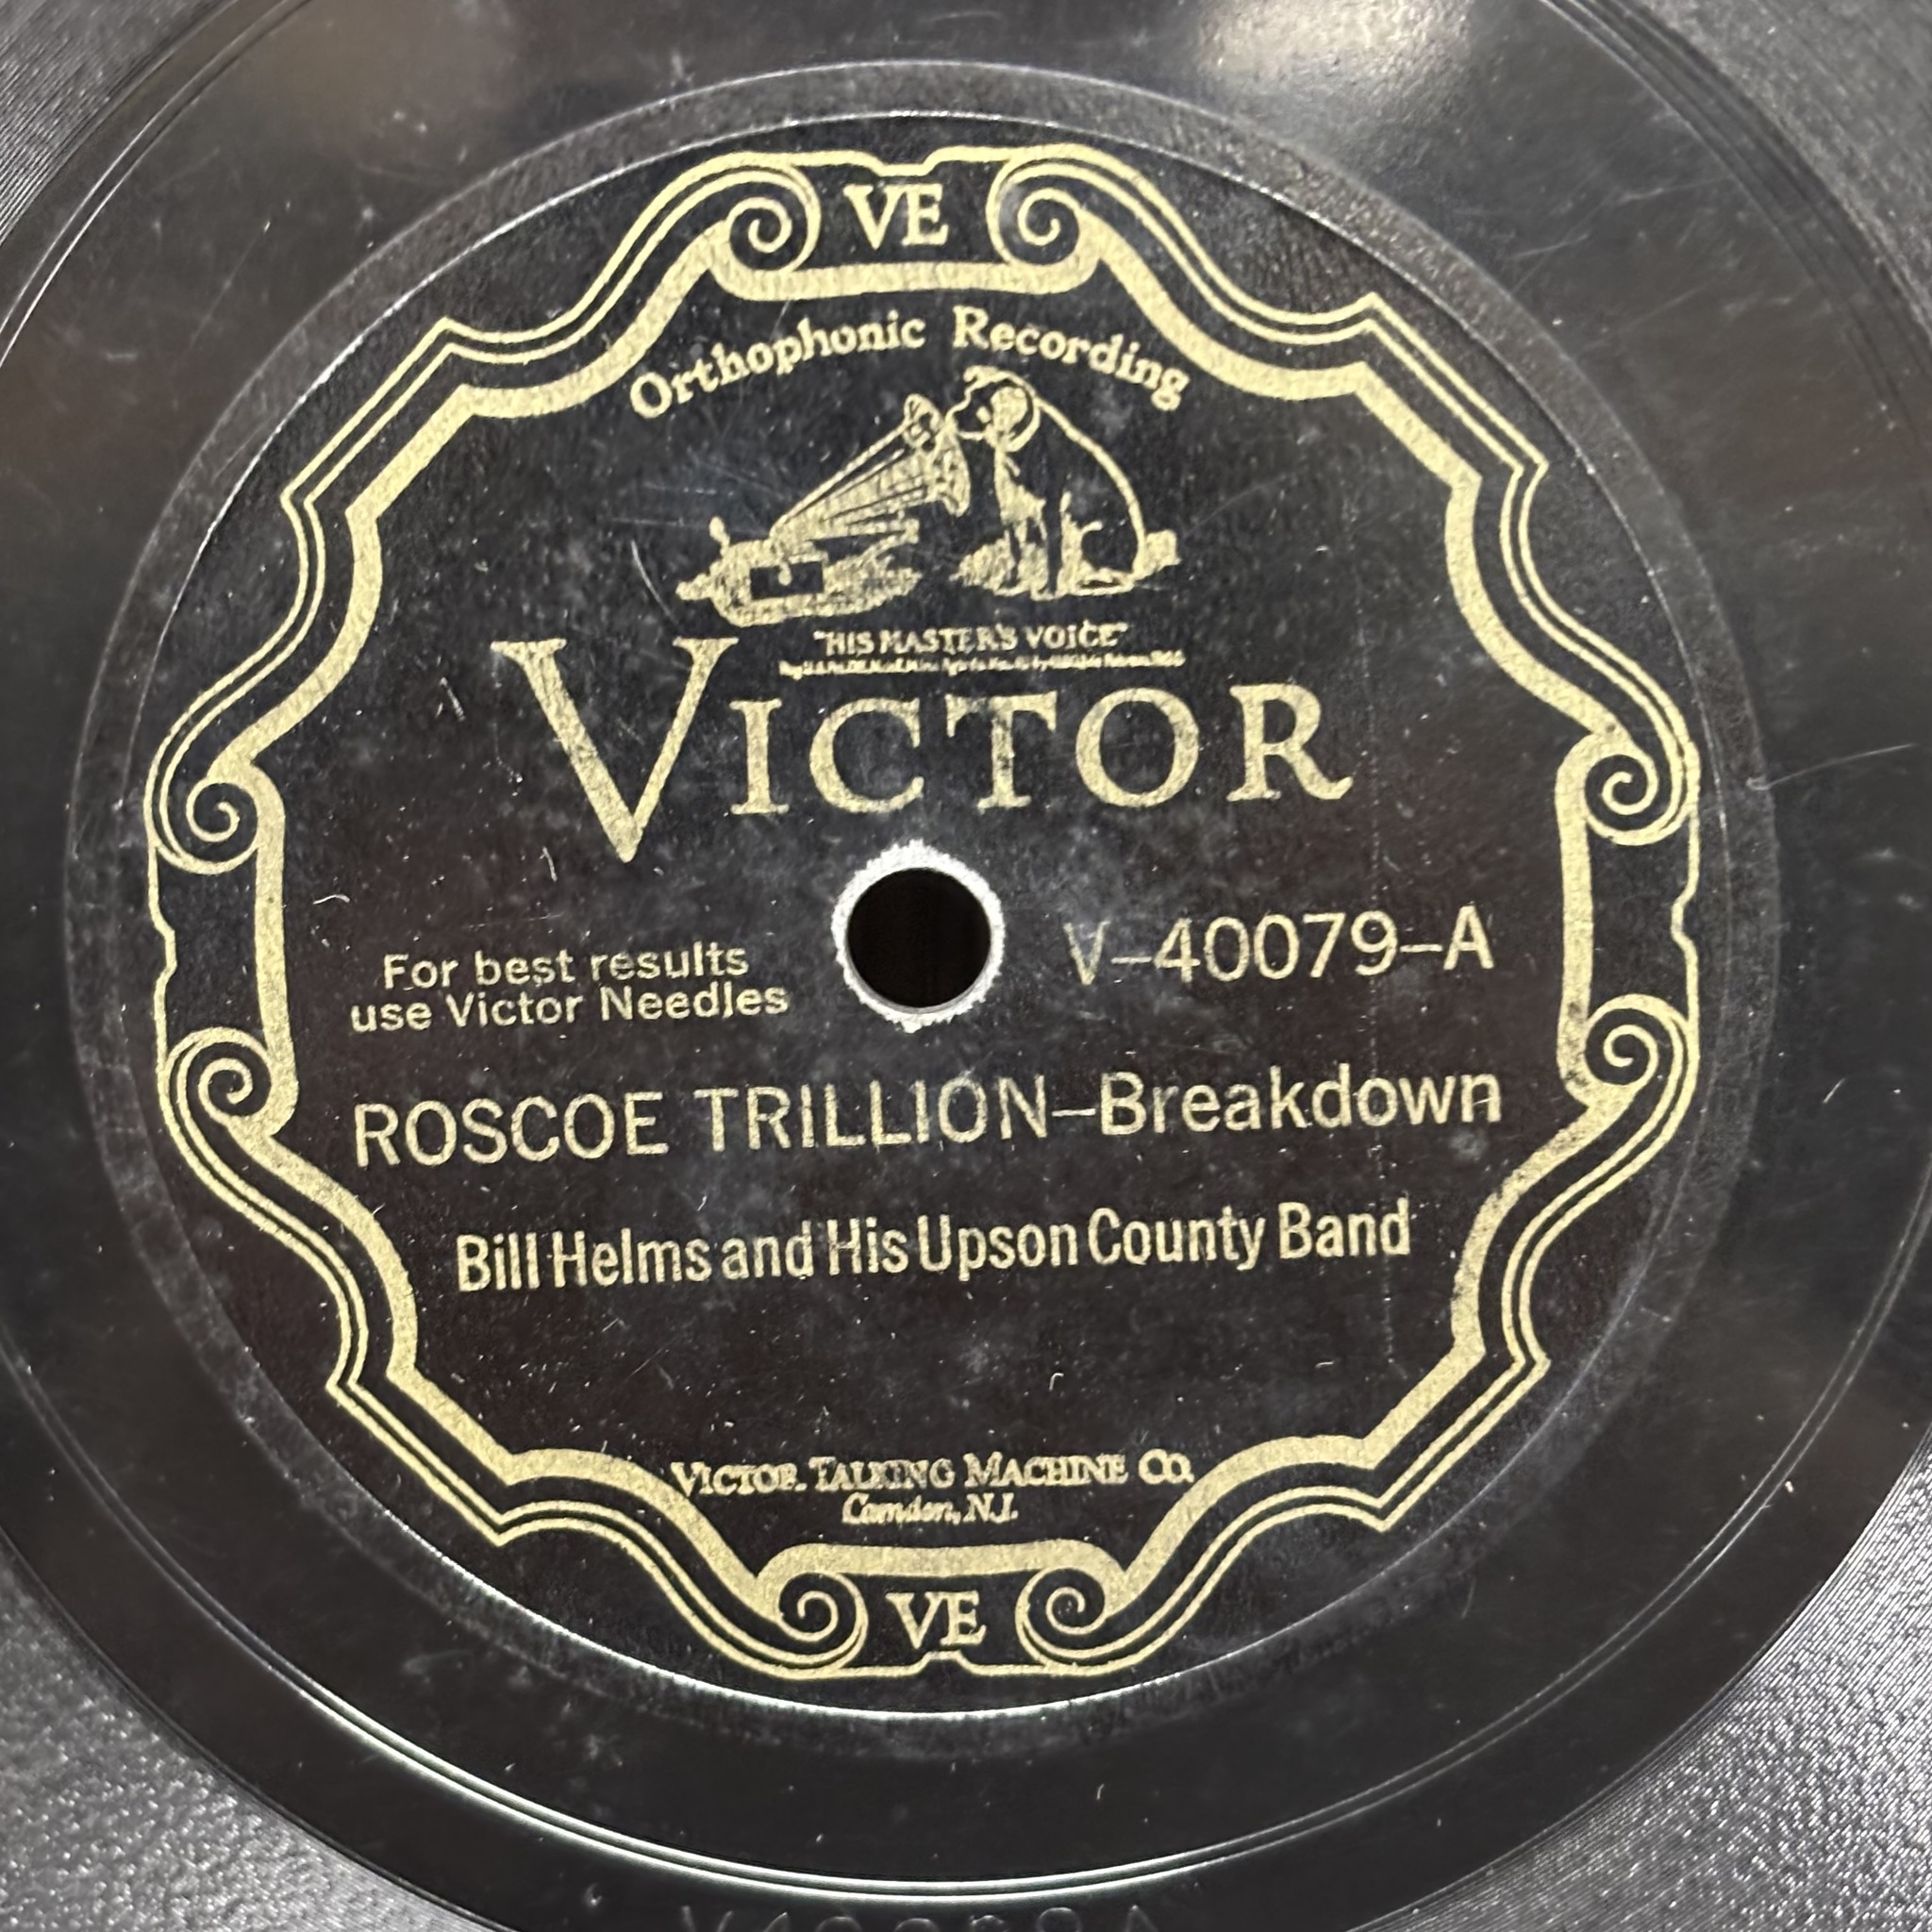 VE
Orthophonic Recording
"HIS MASTER'S VOICE"
VICTOR
For best results
use Victor Needles
V-40079-A
ROSCOE TRILLION-Breakdown
Bill Helms and His Upson County Band
VICTOR TALKING MACHINE CO.
Camden, N.J.
VE